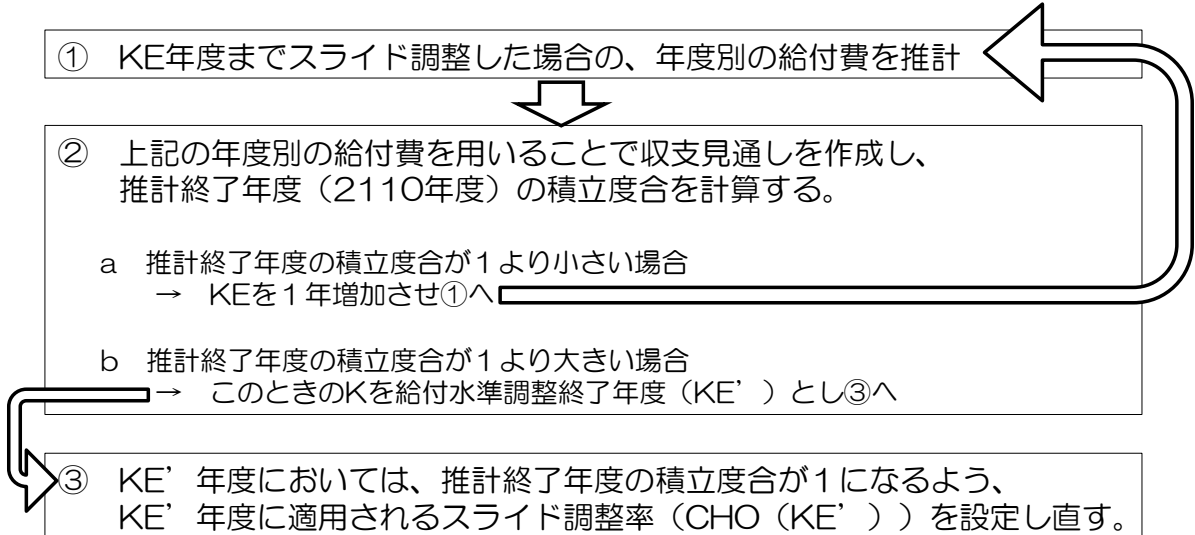 ① KE年度までスライド調整した場合の、年度別の給付費を推計
② 上記の年度別の給付費を用いることで収支見通しを作成し、
推計終了年度（2110年度）の積立度合を計算する。
a 推計終了年度の積立度合が１より小さい場合
→ KEを１年増加させ①へ
b 推計終了年度の積立度合が１より大きい場合
→ このときのKを給付水準調整終了年度（KE’）とし③へ
③ KE’年度においては、推計終了年度の積立度合が１になるよう、
KE’年度に適用されるスライド調整率（CHO（KE’））を設定し直す。